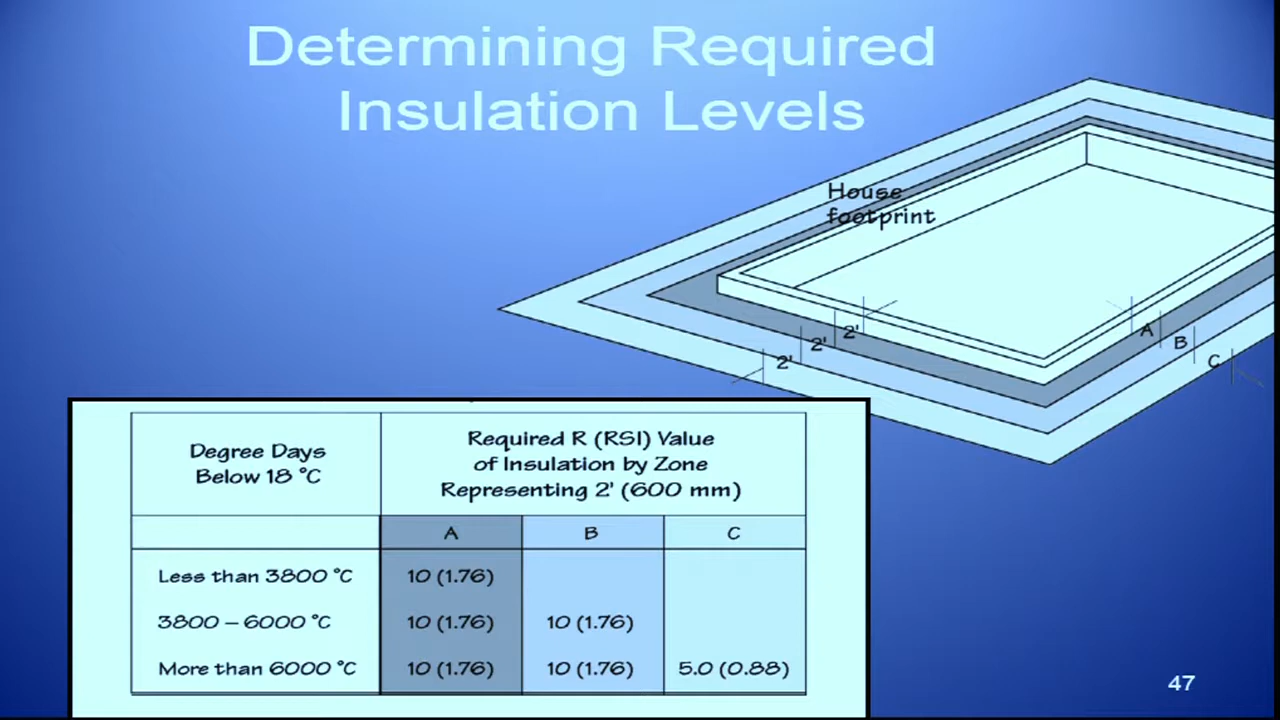 Determining Required
Insulation Levels
House
footprint
2' 2' 2'
A B C
Degree Days
Below 18 °C
Required R (RSI) Value
of Insulation by Zone
Representing 2' (600 mm)
A B C
Less than 3800 °C 10 (1.76)
3800 – 6000 °C 10 (1.76) 10 (1.76)
More than 6000 °C 10 (1.76) 10 (1.76) 5.0 (0.88)
47